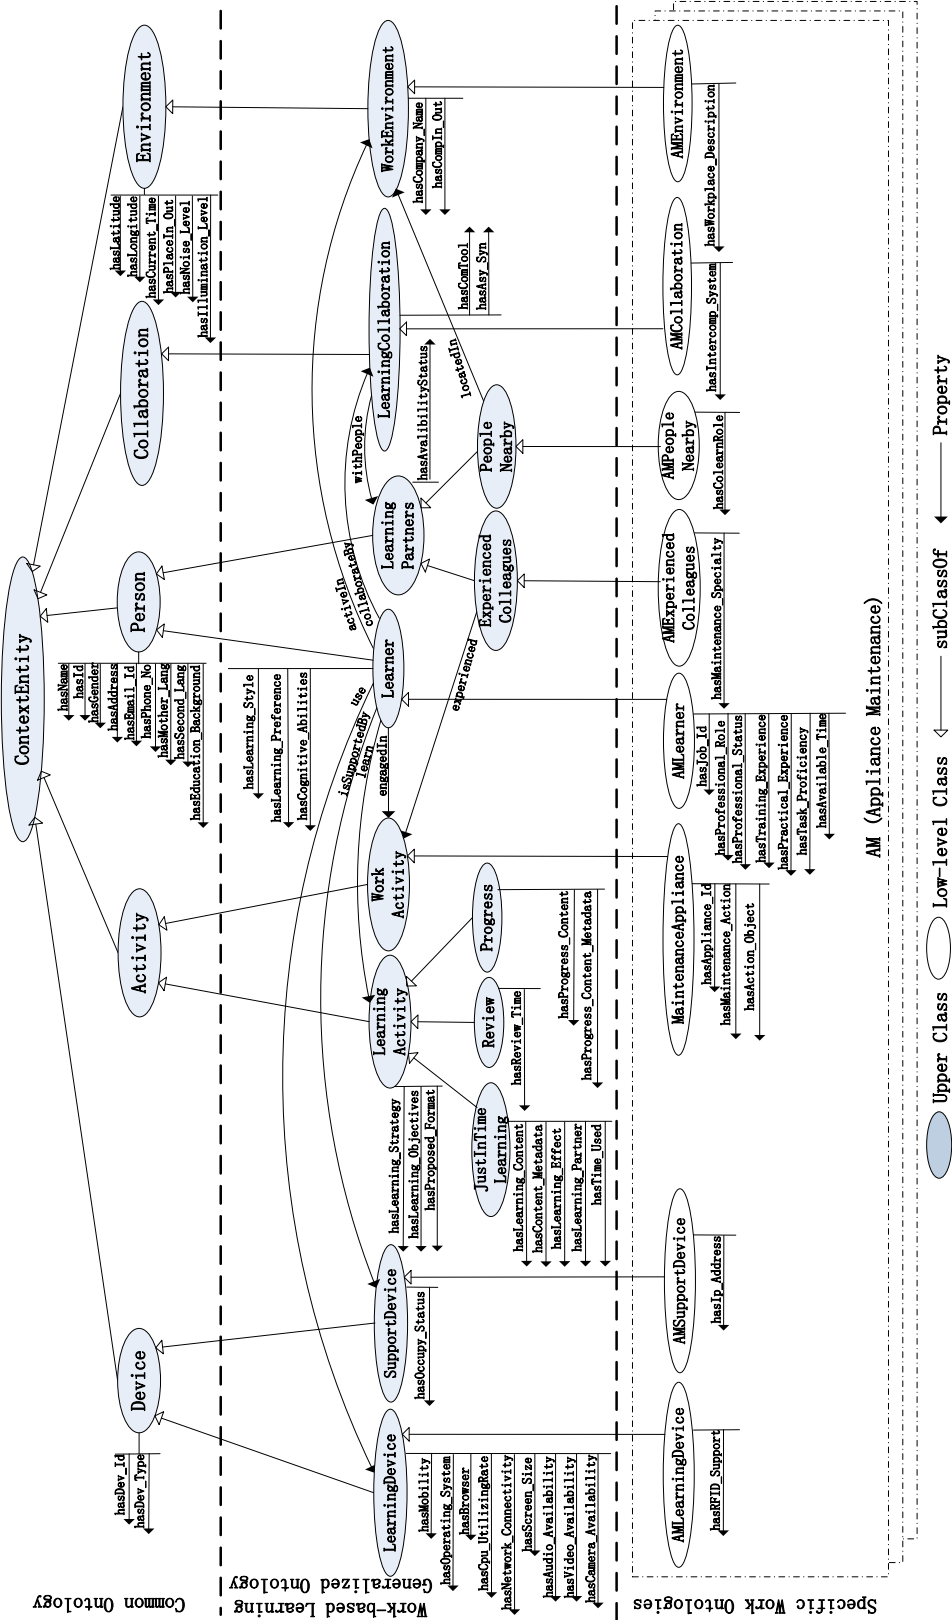 ContextEntity
Device
Activity
Person
Collaboration
Environment
hasDev_Id
hasDev_Type
hasName
hasId
hasGender
hasAddress
hasEmail_Id
hasPhone_No
hasMother_Lang
hasSecond_Lang
hasEducation_Background
hasLatitude
hasLongitude
hasCurrent_Time
hasPlaceIn_Out
hasNoise_Level
hasIllumination_Level
Common Ontology
Work-based Learning
Generalized Ontology
LearningDevice
SupportDevice
Learning
Activity
Work
Activity
Learner
Learning
Partners
LearningCollaboration
WorkEnvironment
hasMobility
hasOperating_System
hasBrowser
hasCpu_UtilizingRate
hasNetwork_Connectivity
hasScreen_Size
hasAudio_Availability
hasVideo_Availability
hasCamera_Availability
hasOccupy_Status
hasLearning_Strategy
hasLearning_Objectives
hasProposed_Format
JustInTime
Learning
Review
Progress
hasLearning_Content
hasContent_Metadata
hasLearning_Effect
hasLearning_Partner
hasTime_Used
hasReview_Time
hasProgress_Content
hasProgress_Content_Metadata
hasLearning_Style
hasLearning_Preference
hasCognitive_Abilities
use
isSupportedBy
learn
engagedIn
activeIn
collaborateBy
withPeople
experienced
locatedIn
Experienced
Colleagues
People
Nearby
hasAvalibilityStatus
hasComTool
hasAsy_Syn
hasCompany_Name
hasCompIn_Out
Specific Work Ontologies
AMLearningDevice
AMSupportDevice
MaintenanceAppliance
AMLearner
AMExperienced
Colleagues
AMPeople
Nearby
AMCollaboration
AMEnvironment
hasRFID_Support
hasIp_Address
hasAppliance_Id
hasMaintenance_Action
hasAction_Object
hasJob_Id
hasProfessional_Role
hasProfessional_Status
hasTraining_Experience
hasPractical_Experience
hasTask_Proficiency
hasAvailable_Time
hasMaintenance_Specialty
hasColearnRole
hasIntercomp_System
hasWorkplace_Description
AM (Appliance Maintenance)
Upper Class
Low-level Class
subClassOf
Property